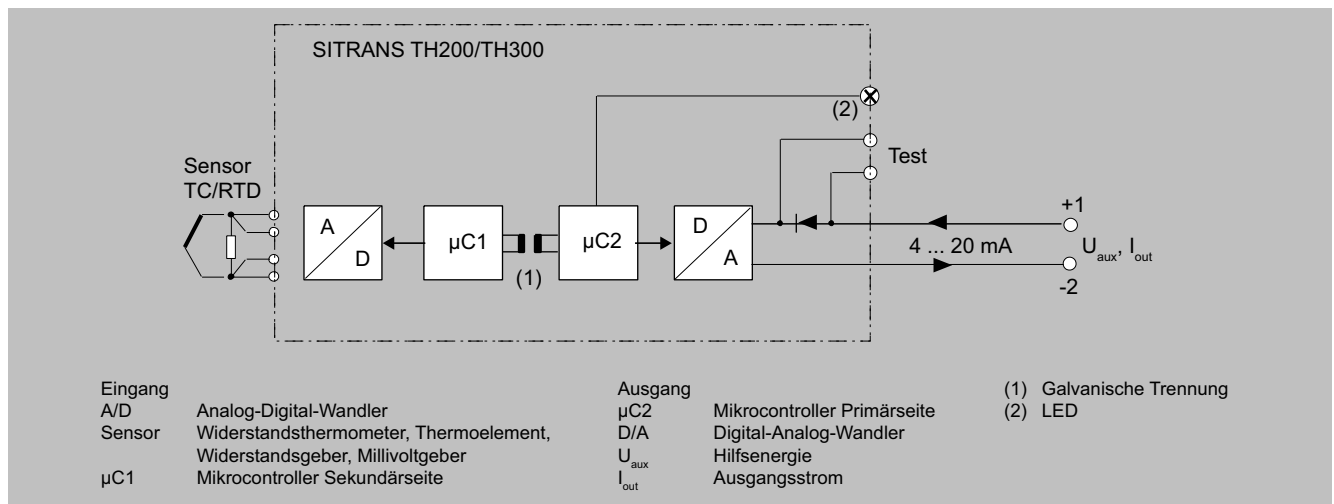 SITRANS TH200/TH300
(2)
Test
Sensor
TC/RTD
A
D
µC1
(1)
µC2
D
A
+1
4 ... 20 mA
U_aux, I_out
-2
Eingang
A/D Analog-Digital-Wandler
Sensor Widerstandsthermometer, Thermoelement,
Widerstandsgeber, Millivoltgeber
µC1 Mikrocontroller Sekundärseite
Ausgang
µC2 Mikrocontroller Primärseite
D/A Digital-Analog-Wandler
U_aux Hilfsenergie
I_out Ausgangsstrom
(1) Galvanische Trennung
(2) LED